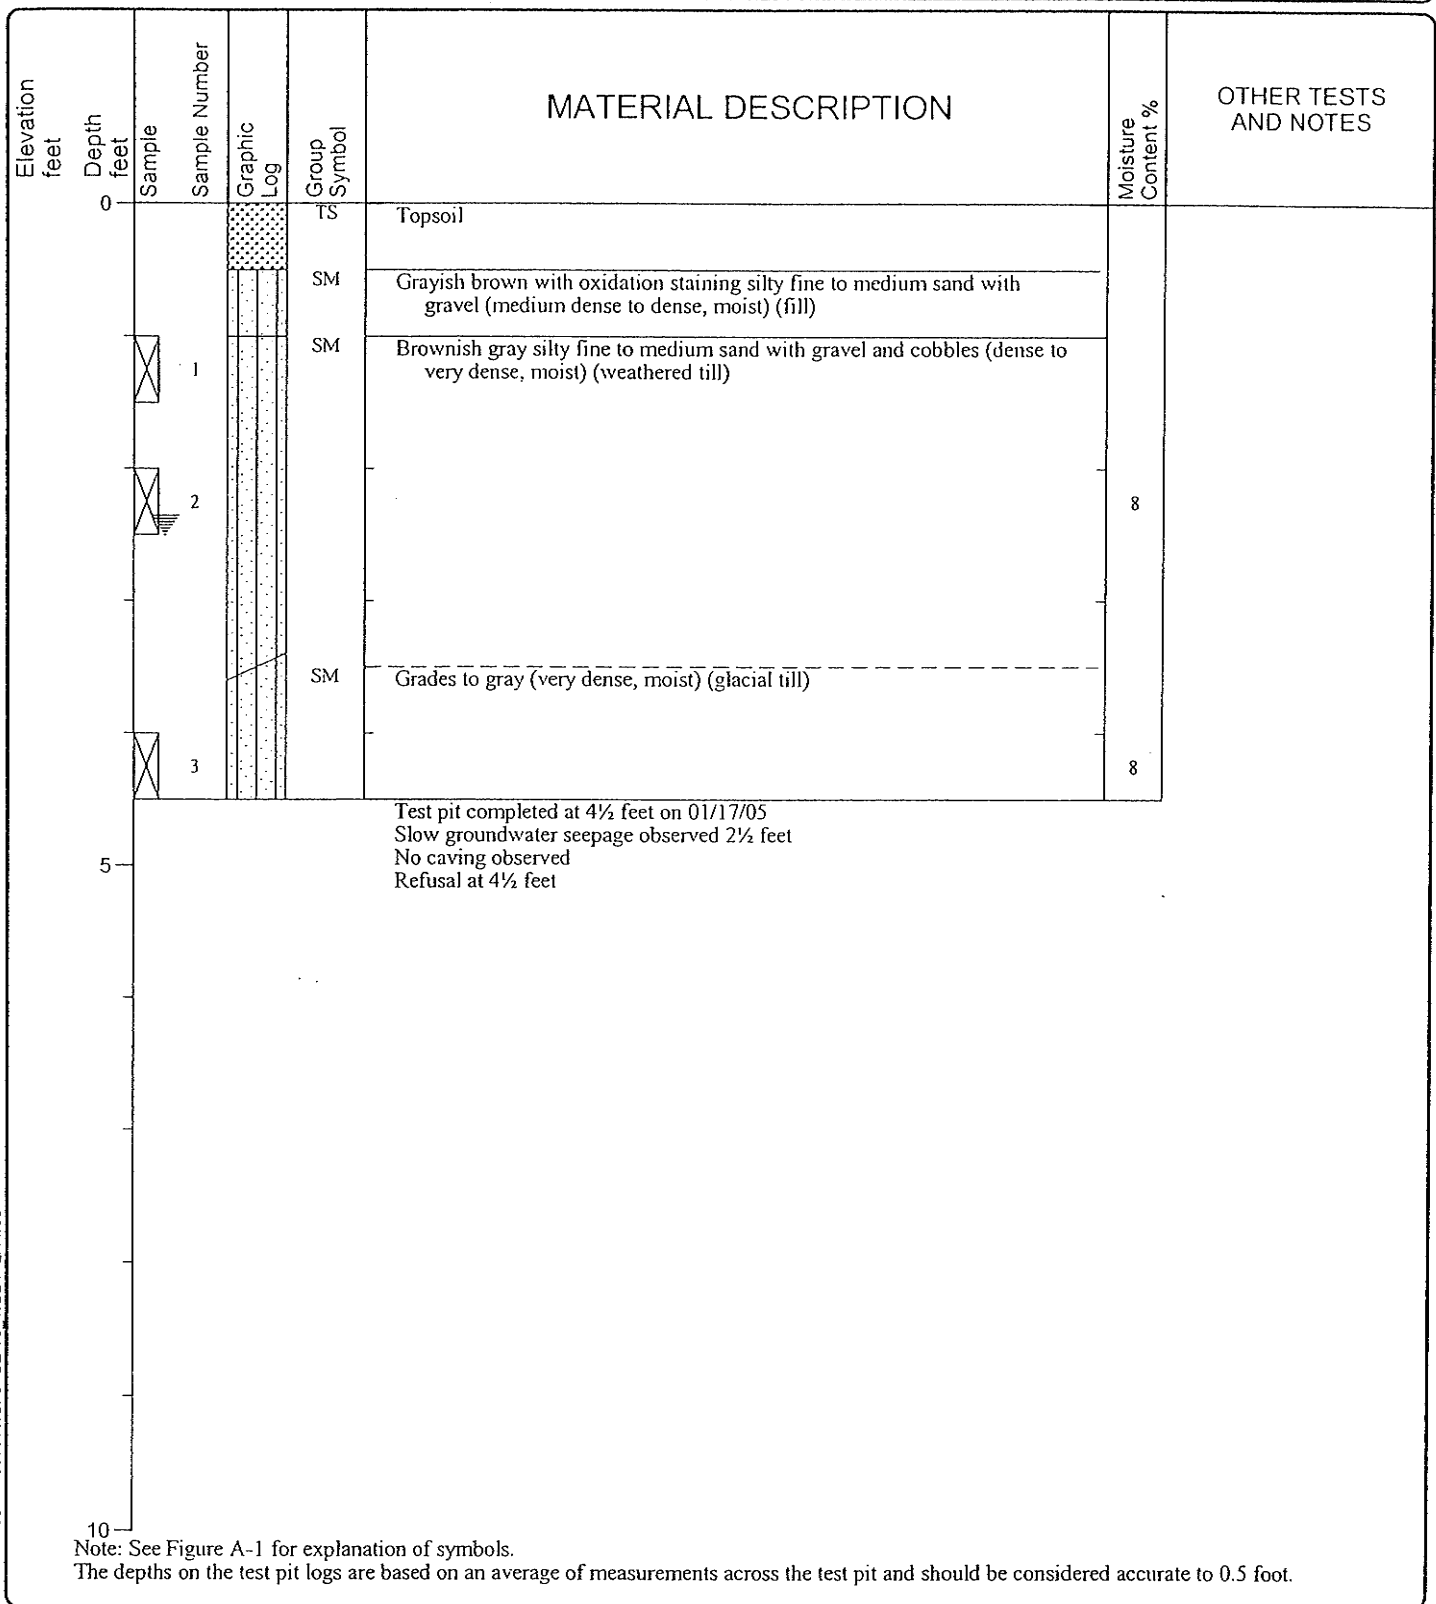 Elevation
feet
Depth
feet
Sample
Sample Number
Graphic
Log
Group
Symbol
MATERIAL DESCRIPTION
Moisture
Content %
OTHER TESTS
AND NOTES
0
TS Topsoil
SM Grayish brown with oxidation staining silty fine to medium sand with
gravel (medium dense to dense, moist) (fill)
SM Brownish gray silty fine to medium sand with gravel and cobbles (dense to
1 very dense, moist) (weathered till)
2 8
SM Grades to gray (very dense, moist) (glacial till)
3 8
Test pit completed at 4½ feet on 01/17/05
Slow groundwater seepage observed 2½ feet
5 No caving observed
Refusal at 4½ feet
10
Note: See Figure A-1 for explanation of symbols.
The depths on the test pit logs are based on an average of measurements across the test pit and should be considered accurate to 0.5 foot.